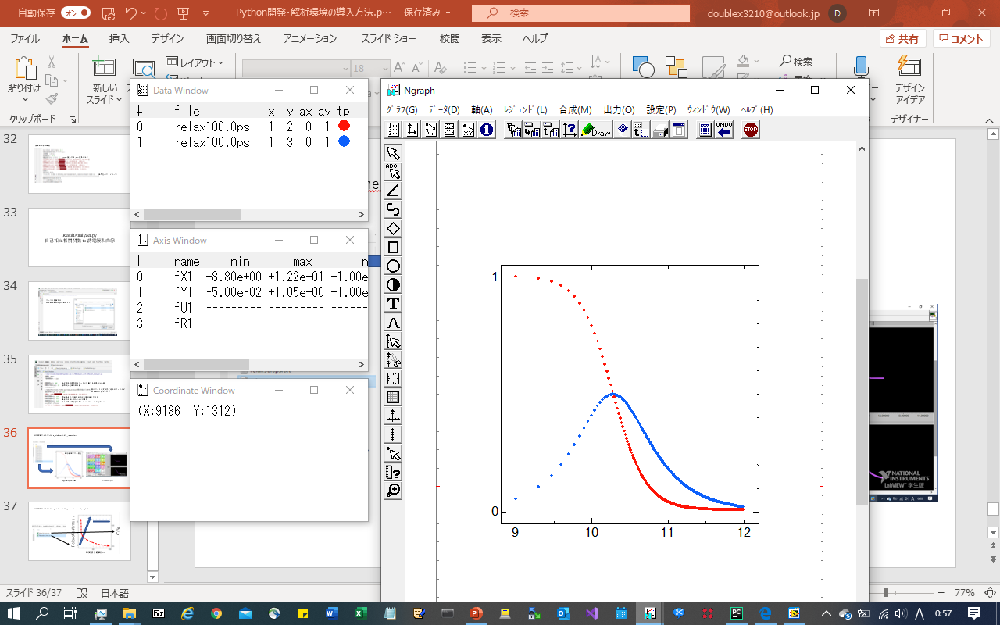 自動保存 オン Python開発・解析環境の導入方法.p… - 保存済み 検索 doublex3210@outlook.jp D
ファイル ホーム 挿入 デザイン 画面切り替え アニメーション スライド ショー 校閲 表示 ヘルプ 共有 コメント
貼り付け
クリップボード
新しい
スライド
レイアウト
18
検索
デザイン
アイデア
デザイナー
32
33
ResultAnalyzer.py
34
35
36
37
Data Window
# file x y ax ay tp
0 relax100.0ps 1 2 0 1
1 relax100.0ps 1 3 0 1
Axis Window
# name min max in
0 fX1 +8.80e+00 +1.22e+01 +1.00e
1 fY1 -5.00e-02 +1.05e+00 +1.00e
2 fU1 --------- --------- -----
3 fR1 --------- --------- -----
Coordinate Window
(X:9186 Y:1312)
Ngraph
グラフ(G) データ(D) 軸(A) レジェンド(L) 合成(M) 出力(O) 設定(P) ウィンドウ(W) ヘルプ(H)
Draw UNDO STOP
ABC
T
1
0
9 10 11 12
NATIONAL
INSTRUMENTS
LabVIEW 学生版
スライド 36/37 日本語 77%
A 0:57